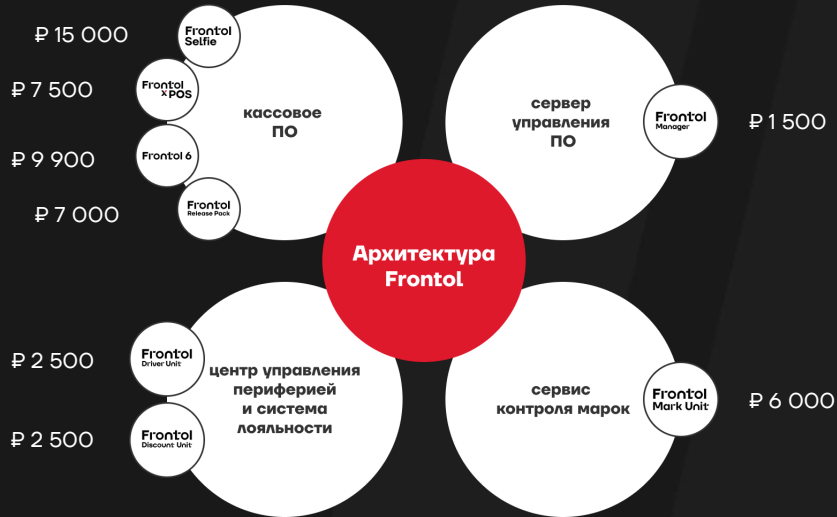 ₽ 15 000
Frontol
Selfie
₽ 7 500
Frontol
xPOS
₽ 9 900
Frontol 6
₽ 7 000
Frontol
Release Pack
кассовое
ПО
сервер
управления
ПО
Frontol
Manager
₽ 1 500
Архитектура
Frontol
₽ 2 500
Frontol
Driver Unit
₽ 2 500
Frontol
Discount Unit
центр управления
периферией
и система
лояльности
сервис
контроля марок
Frontol
Mark Unit
₽ 6 000